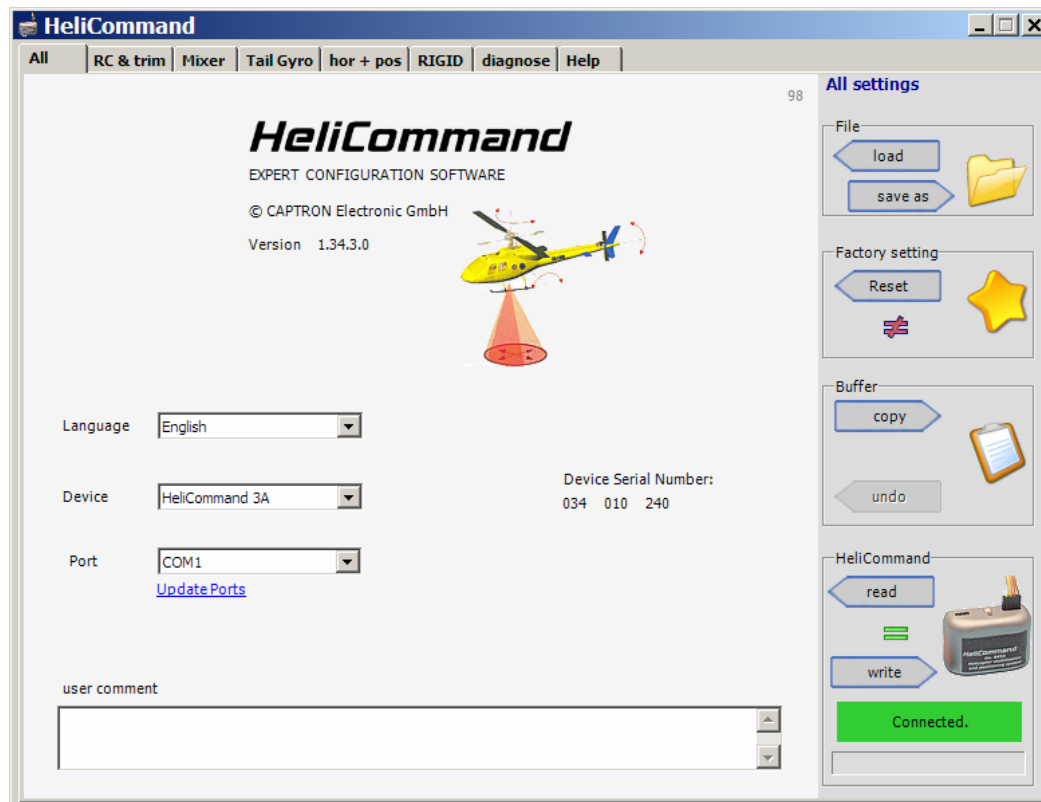 HeliCommand
All RC & trim Mixer Tail Gyro hor + pos RIGID diagnose Help
98
HeliCommand
EXPERT CONFIGURATION SOFTWARE
© CAPTRON Electronic GmbH
Version 1.34.3.0
Language English
Device HeliCommand 3A
Device Serial Number:
034 010 240
Port COM1
Update Ports
user comment
All settings
File
load
save as
Factory setting
Reset
≠
Buffer
copy
undo
HeliCommand
read
=
write
HeliCommand
Connected.